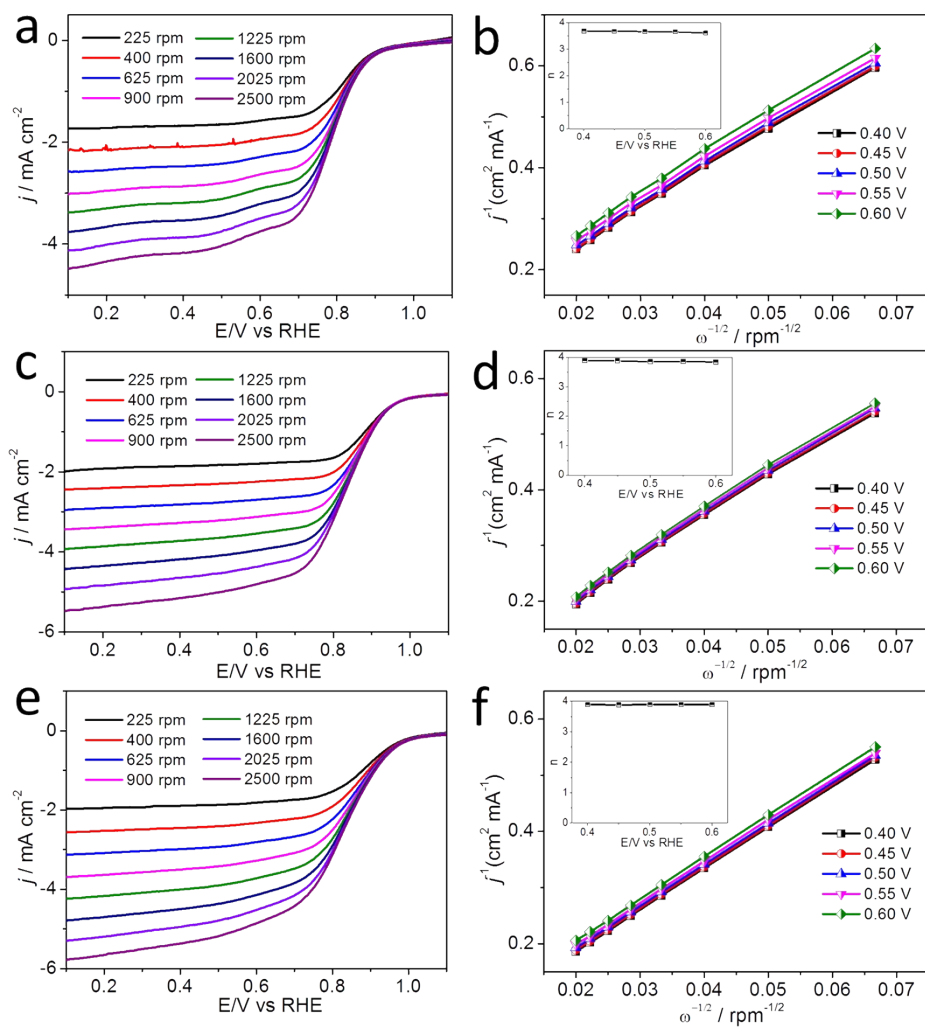 a
225 rpm 1225 rpm
400 rpm 1600 rpm
625 rpm 2025 rpm
900 rpm 2500 rpm
0
-2
-4
j / mA cm⁻²
0.2 0.4 0.6 0.8 1.0
E/V vs RHE
b
4
3
2
1
0
n
0.4 0.5 0.6
E/V vs RHE
0.40 V
0.45 V
0.50 V
0.55 V
0.60 V
0.6
0.4
0.2
j⁻¹(cm² mA⁻¹)
0.02 0.03 0.04 0.05 0.06 0.07
ω⁻¹/² / rpm⁻¹/²
c
225 rpm 1225 rpm
400 rpm 1600 rpm
625 rpm 2025 rpm
900 rpm 2500 rpm
0
-2
-4
-6
j / mA cm⁻²
0.2 0.4 0.6 0.8 1.0
E/V vs RHE
d
4
3
2
1
0
n
0.4 0.5 0.6
E/V vs RHE
0.40 V
0.45 V
0.50 V
0.55 V
0.60 V
0.6
0.4
0.2
j⁻¹(cm² mA⁻¹)
0.02 0.03 0.04 0.05 0.06 0.07
ω⁻¹/² / rpm⁻¹/²
e
225 rpm 1225 rpm
400 rpm 1600 rpm
625 rpm 2025 rpm
900 rpm 2500 rpm
0
-2
-4
-6
j / mA cm⁻²
0.2 0.4 0.6 0.8 1.0
E/V vs RHE
f
4
3
2
1
0
n
0.4 0.5 0.6
E/V vs RHE
0.40 V
0.45 V
0.50 V
0.55 V
0.60 V
0.6
0.4
0.2
j⁻¹(cm² mA⁻¹)
0.02 0.03 0.04 0.05 0.06 0.07
ω⁻¹/² / rpm⁻¹/²